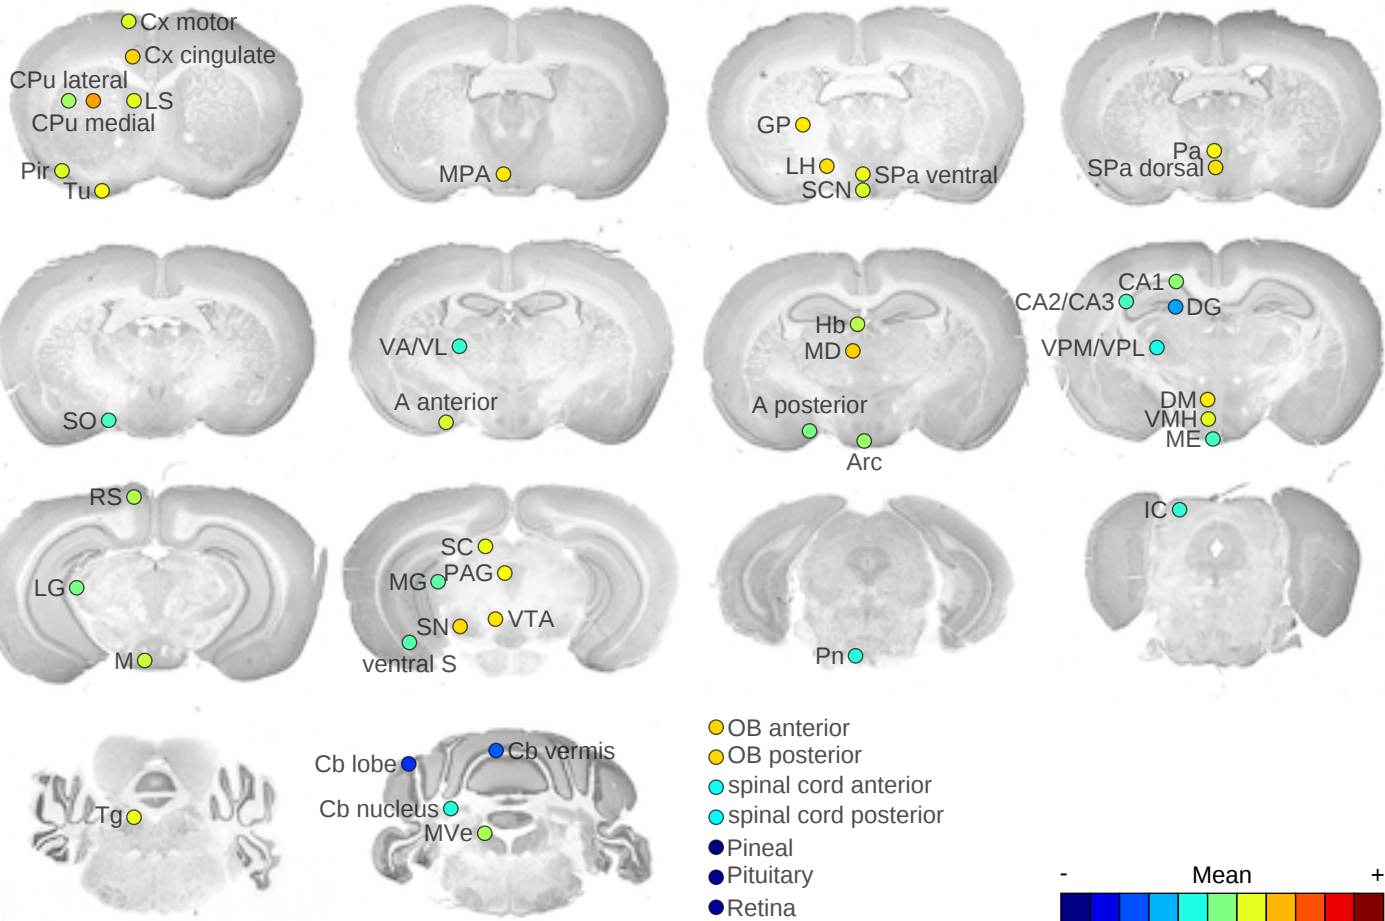 Cx motor
Cx cingulate
CPu lateral
LS
CPu medial
Pir
Tu
MPA
GP
LH
SPa ventral
SCN
Pa
SPa dorsal
SO
VA/VL
A anterior
Hb
MD
A posterior
Arc
CA1
CA2/CA3
DG
VPM/VPL
DM
VMH
ME
RS
LG
M
SC
MG
PAG
SN
VTA
ventral S
Pn
IC
Tg
Cb lobe
Cb vermis
Cb nucleus
MVe
OB anterior
OB posterior
spinal cord anterior
spinal cord posterior
Pineal
Pituitary
Retina
- Mean +